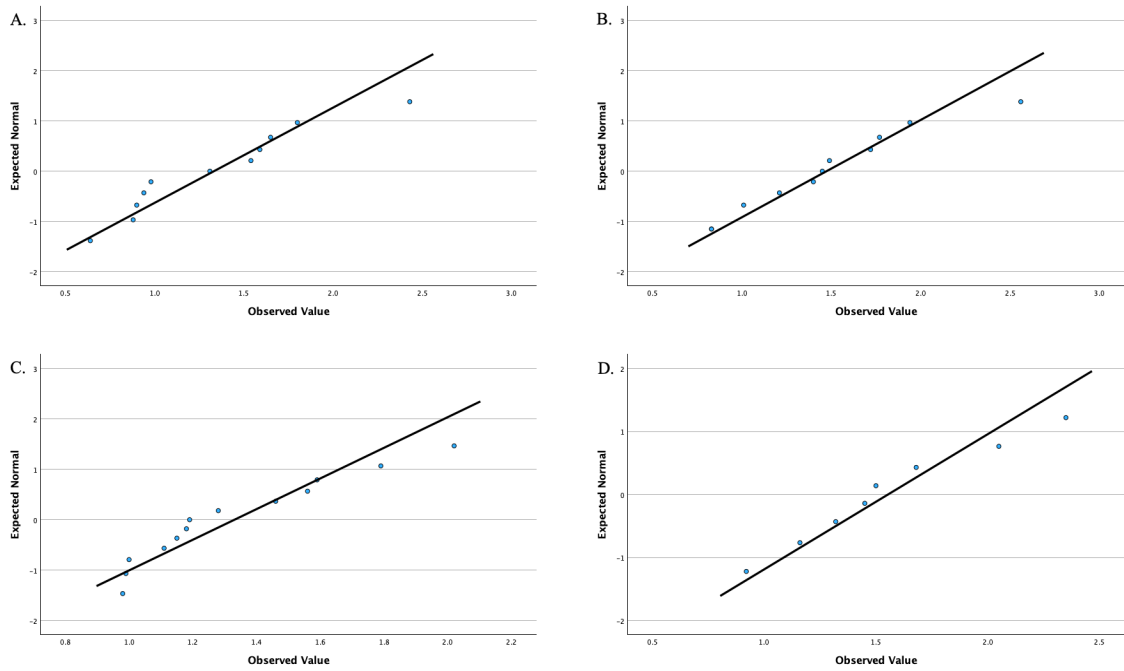 A.
3
2
1
0
-1
-2
Expected Normal
0.5 1.0 1.5 2.0 2.5 3.0
Observed Value
B.
3
2
1
0
-1
-2
Expected Normal
0.5 1.0 1.5 2.0 2.5 3.0
Observed Value
C.
3
2
1
0
-1
-2
Expected Normal
0.8 1.0 1.2 1.4 1.6 1.8 2.0 2.2
Observed Value
D.
2
1
0
-1
-2
Expected Normal
0.5 1.0 1.5 2.0 2.5
Observed Value